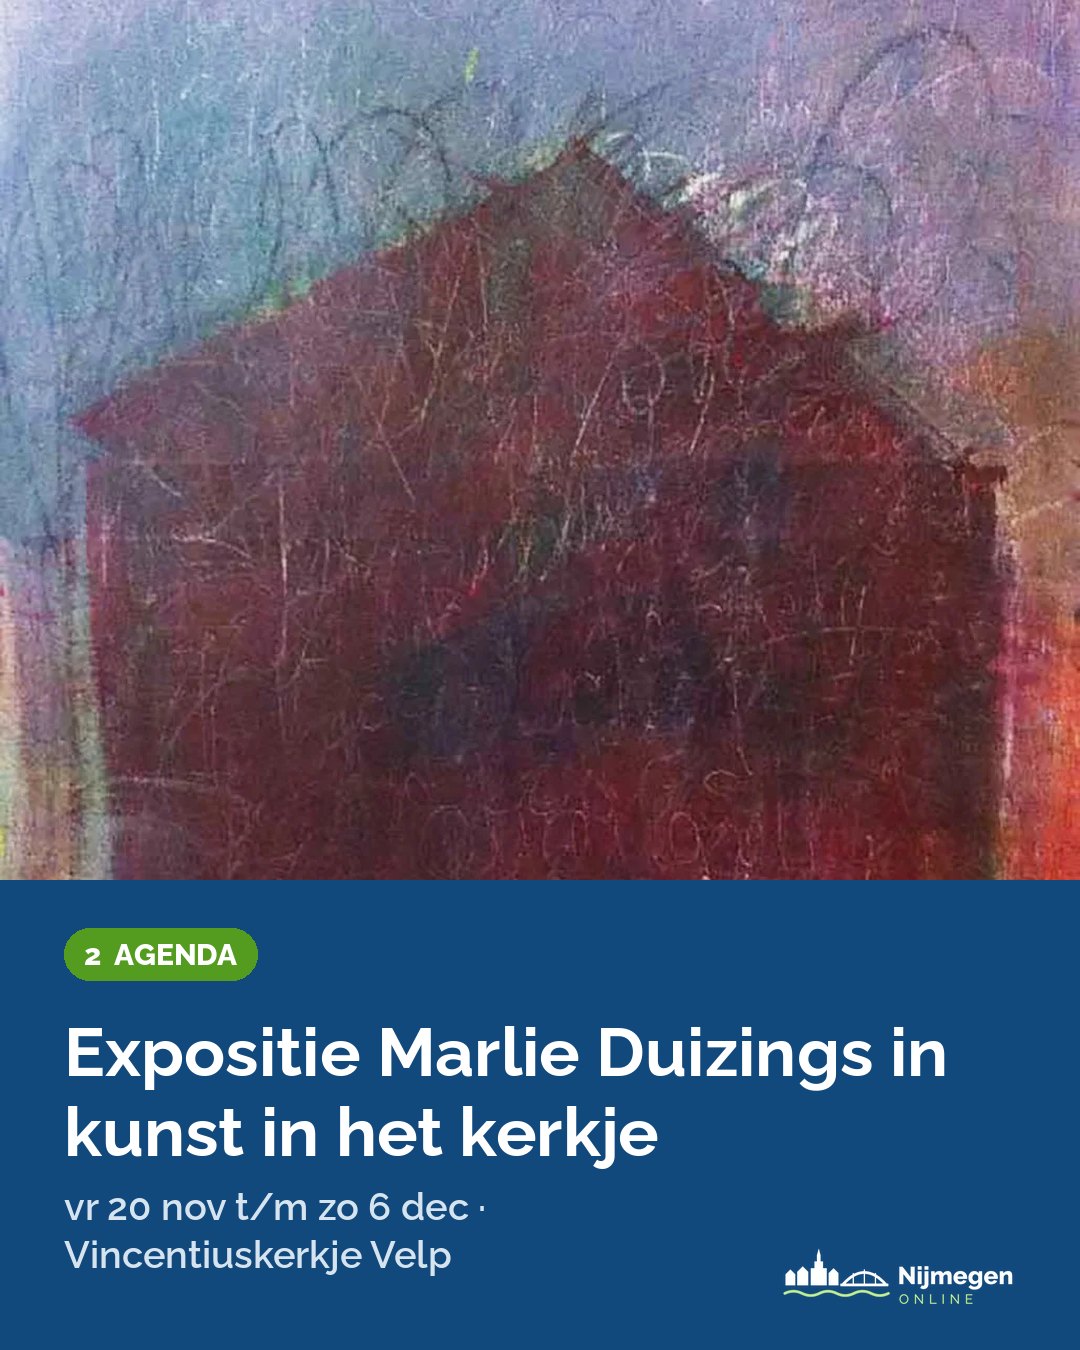 2 AGENDA
Expositie Marlie Duizings in
kunst in het kerkje
vr 20 nov t/m zo 6 dec ·
Vincentiuskerkje Velp
Nijmegen
ONLINE